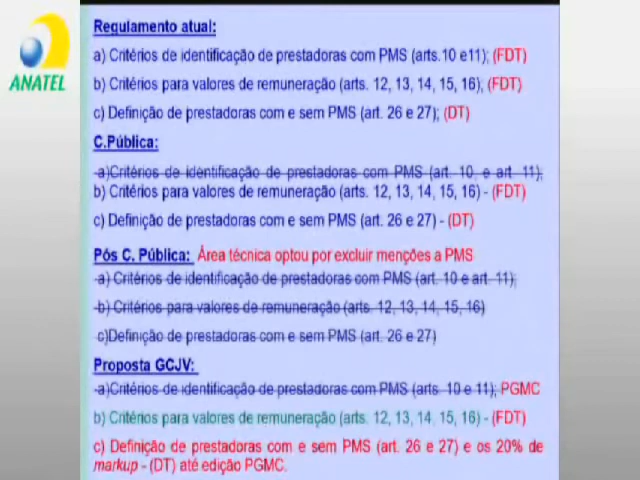 ANATEL
Regulamento atual:
a) Critérios de identificação de prestadoras com PMS (arts.10 e11); (FDT)
b) Critérios para valores de remuneração (arts. 12, 13, 14, 15, 16); (FDT)
c) Definição de prestadoras com e sem PMS (art. 26 e 27); (DT)
C.Pública:
a)Critérios de identificação de prestadoras com PMS (art. 10, e art. 11);
b) Critérios para valores de remuneração (arts. 12, 13, 14, 15, 16) - (FDT)
c) Definição de prestadoras com e sem PMS (art. 26 e 27) - (DT)
Pós C. Pública: Área técnica optou por excluir menções a PMS
a) Critérios de identificação de prestadoras com PMS (art. 10 e art. 11);
b) Critérios para valores de remuneração (arts. 12, 13, 14, 15, 16)
c)Definição de prestadoras com e sem PMS (art. 26 e 27)
Proposta GCJV:
a)Critérios de identificação de prestadoras com PMS (arts. 10 e 11); PGMC
b) Critérios para valores de remuneração (arts. 12, 13, 14, 15, 16) - (FDT)
c) Definição de prestadoras com e sem PMS (art. 26 e 27) e os 20% de
markup - (DT) até edição PGMC.